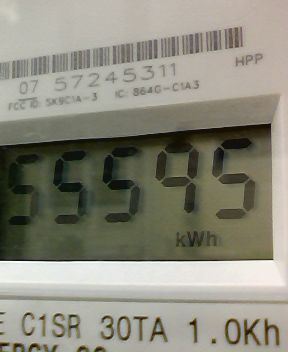 HPP
07 57245311
FCC ID: SK9C1A-3 IC: 864G-C1A3
55595
kWh
E C1SR 30TA 1.0Kh